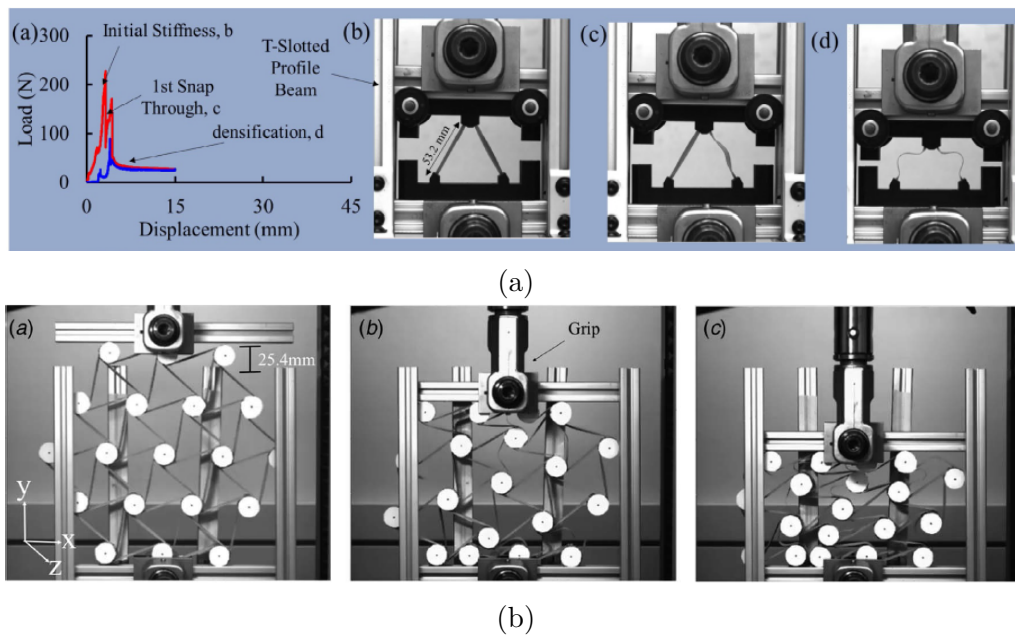 (a)
Load (N)
300
200
100
0
0
15
30
45
Displacement (mm)
Initial Stiffness, b
1st Snap
Through, c
densification, d
T-Slotted
Profile
Beam
(b)
53.2 mm
(c)
(d)
(a)
(a)
25.4mm
y
x
z
(b)
Grip
(c)
(b)